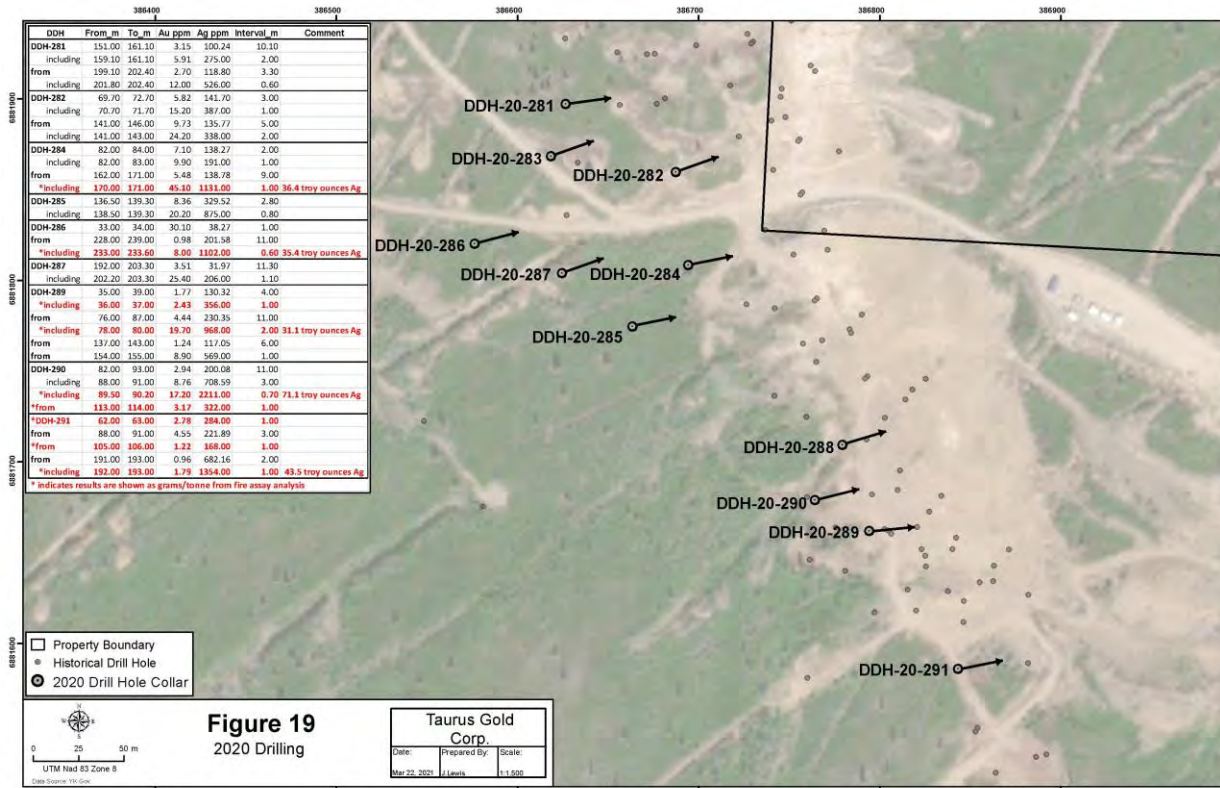 386400 386500 386600 386700 386800 386900
DDH From_m To_m Au ppm Ag ppm Interval_m Comment
DDH-281 151.00 161.10 3.15 100.24 10.10
including 159.10 161.10 5.91 275.00 2.00
from 199.10 202.40 2.70 118.80 3.30
including 201.80 202.40 12.00 526.00 0.60
DDH-282 69.70 72.70 5.82 141.70 3.00
including 70.70 71.70 15.20 387.00 1.00
from 141.00 146.00 9.73 135.77 5.00
including 141.00 143.00 24.20 338.00 2.00
DDH-284 82.00 84.00 7.10 138.27 2.00
including 82.00 83.00 9.90 191.00 1.00
from 162.00 171.00 5.48 138.78 9.00
*including 170.00 171.00 45.10 1131.00 1.00 36.4 troy ounces Ag
DDH-285 136.50 139.30 8.36 329.52 2.80
including 138.50 139.30 20.20 875.00 0.80
DDH-286 33.00 34.00 30.10 38.27 1.00
from 228.00 239.00 0.98 201.58 11.00
*including 233.00 233.60 8.00 1102.00 0.60 35.4 troy ounces Ag
DDH-287 192.00 203.30 3.51 31.97 11.30
including 202.20 203.30 25.40 206.00 1.10
DDH-289 35.00 39.00 1.77 130.32 4.00
*including 36.00 37.00 2.43 356.00 1.00
from 76.00 87.00 4.44 230.35 11.00
*including 78.00 80.00 19.70 968.00 2.00 31.1 troy ounces Ag
from 137.00 143.00 1.24 117.05 6.00
from 154.00 155.00 8.90 569.00 1.00
DDH-290 82.00 93.00 2.94 200.08 11.00
including 88.00 91.00 8.76 708.59 3.00
*including 89.50 90.20 17.20 2211.00 0.70 71.1 troy ounces Ag
*from 113.00 114.00 3.17 322.00 1.00
*DDH-291 62.00 63.00 2.78 284.00 1.00
from 88.00 91.00 4.55 221.89 3.00
*from 105.00 106.00 1.22 168.00 1.00
from 191.00 193.00 0.96 682.16 2.00
*including 192.00 193.00 1.79 1354.00 1.00 43.5 troy ounces Ag
* indicates results are shown as grams/tonne from fire assay analysis
6881900
6881800
6881700
6881600
DDH-20-281
DDH-20-283
DDH-20-282
DDH-20-286
DDH-20-287
DDH-20-284
DDH-20-285
DDH-20-288
DDH-20-290
DDH-20-289
DDH-20-291
Property Boundary
Historical Drill Hole
2020 Drill Hole Collar
N
W E
S
0 25 50 m
UTM Nad 83 Zone 8
Data Source: YK Gov.
Figure 19
2020 Drilling
Taurus Gold
Corp.
Date: Prepared By: Scale:
Mar 22, 2021 J.Lewis 1:1,500